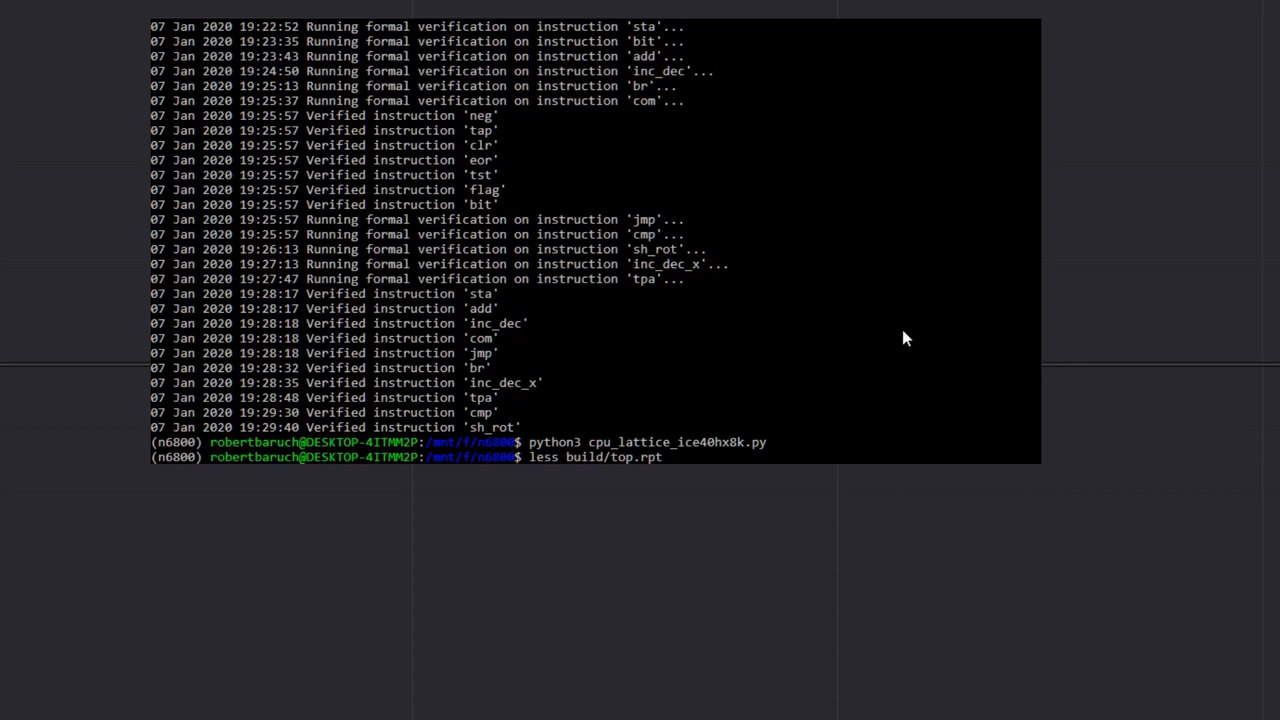 07 Jan 2020 19:22:52 Running formal verification on instruction 'sta'...
07 Jan 2020 19:23:35 Running formal verification on instruction 'bit'...
07 Jan 2020 19:23:43 Running formal verification on instruction 'add'...
07 Jan 2020 19:24:50 Running formal verification on instruction 'inc_dec'...
07 Jan 2020 19:25:13 Running formal verification on instruction 'br'...
07 Jan 2020 19:25:37 Running formal verification on instruction 'com'...
07 Jan 2020 19:25:57 Verified instruction 'neg'
07 Jan 2020 19:25:57 Verified instruction 'tap'
07 Jan 2020 19:25:57 Verified instruction 'clr'
07 Jan 2020 19:25:57 Verified instruction 'eor'
07 Jan 2020 19:25:57 Verified instruction 'tst'
07 Jan 2020 19:25:57 Verified instruction 'flag'
07 Jan 2020 19:25:57 Verified instruction 'bit'
07 Jan 2020 19:25:57 Running formal verification on instruction 'jmp'...
07 Jan 2020 19:25:57 Running formal verification on instruction 'cmp'...
07 Jan 2020 19:26:13 Running formal verification on instruction 'sh_rot'...
07 Jan 2020 19:27:13 Running formal verification on instruction 'inc_dec_x'...
07 Jan 2020 19:27:47 Running formal verification on instruction 'tpa'...
07 Jan 2020 19:28:17 Verified instruction 'sta'
07 Jan 2020 19:28:17 Verified instruction 'add'
07 Jan 2020 19:28:18 Verified instruction 'inc_dec'
07 Jan 2020 19:28:18 Verified instruction 'com'
07 Jan 2020 19:28:18 Verified instruction 'jmp'
07 Jan 2020 19:28:32 Verified instruction 'br'
07 Jan 2020 19:28:35 Verified instruction 'inc_dec_x'
07 Jan 2020 19:28:48 Verified instruction 'tpa'
07 Jan 2020 19:29:30 Verified instruction 'cmp'
07 Jan 2020 19:29:40 Verified instruction 'sh_rot'
(n6800) robertbaruch@DESKTOP-4ITMM2P:/mnt/f/n6800$ python3 cpu_lattice_ice40hx8k.py
(n6800) robertbaruch@DESKTOP-4ITMM2P:/mnt/f/n6800$ less build/top.rpt